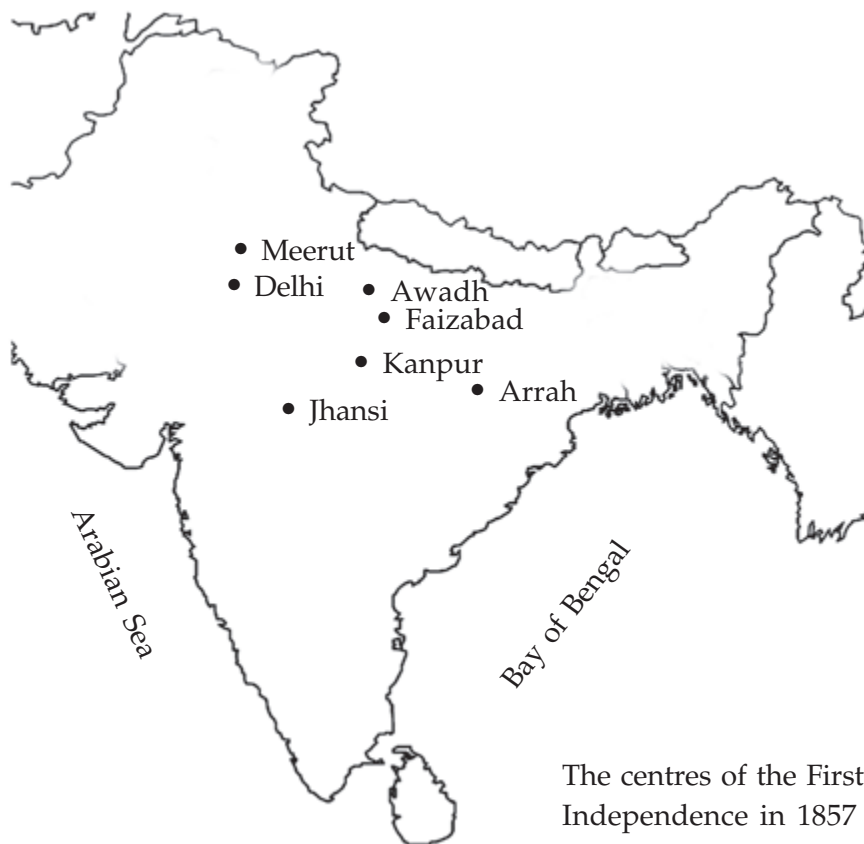 Meerut
Delhi
Awadh
Faizabad
Kanpur
Arrah
Jhansi
Arabian Sea
Bay of Bengal
The centres of the First
Independence in 1857